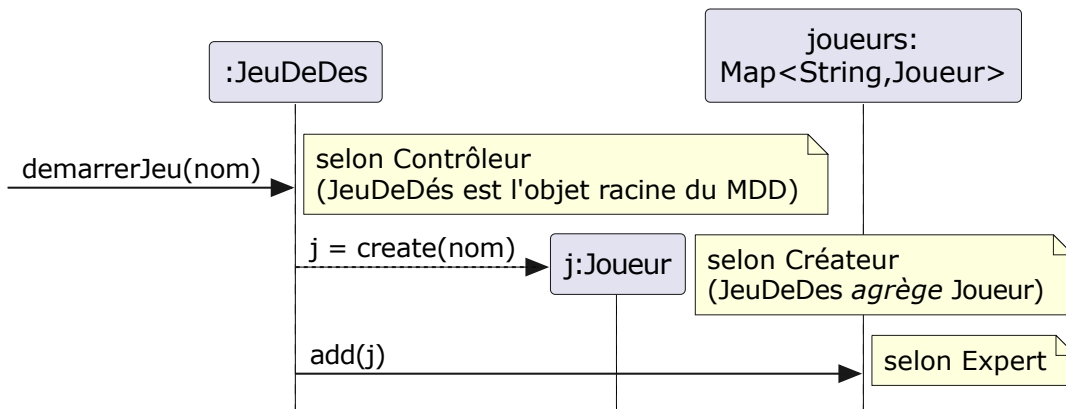 :JeuDeDes
joueurs:
Map<String,Joueur>
demarrerJeu(nom)
selon Contrôleur
(JeuDeDés est l'objet racine du MDD)
j = create(nom)
j:Joueur
selon Créateur
(JeuDeDes agrège Joueur)
add(j)
selon Expert